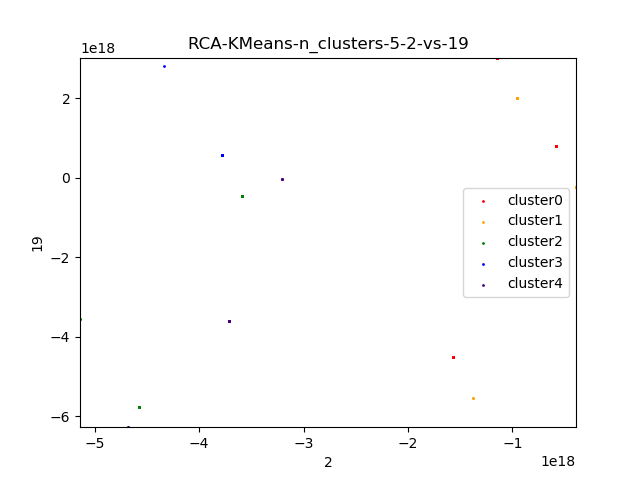 RCA-KMeans-n_clusters-5-2-vs-19
1e18
2
0
−2
−4
−6
19
cluster0
cluster1
cluster2
cluster3
cluster4
−5
−4
−3
−2
−1
1e18
2